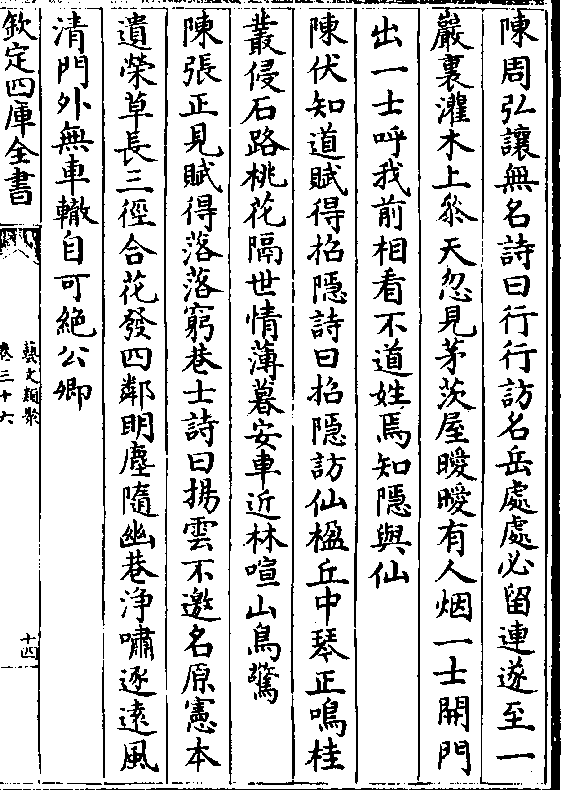 陳周弘讓無名詩曰行行訪名岳處處必留連遂至一
巖裏灌木上叅天忽見茅茨屋曖曖有人烟一士開門
出一士呼我前相看不道姓焉知隠與仙
陳伏知道賦得招隠詩曰招隠訪仙楹丘中琴正鳴桂
叢侵石路桃花隔世情薄暮安車近林喧山鳥驚
陳張正見賦得落落窮巷士詩曰揚雲不邀名原憲本
遺榮草長三徑合花發四鄰明塵隨幽巷浄嘯逐遠風
清門外無車轍自可絶公卿
欽定四庫全書
藝文類聚
卷三十六
十四